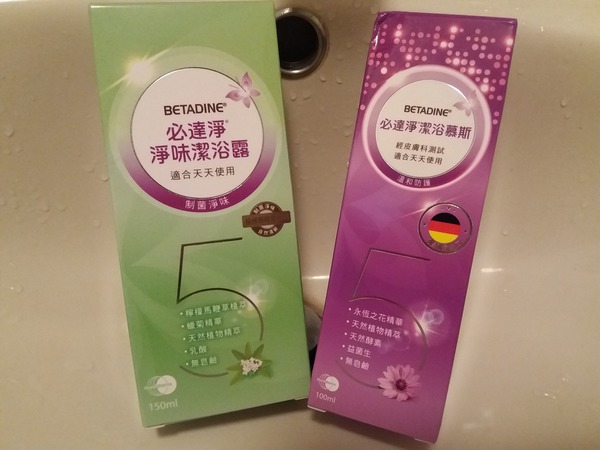 BETADINE®
必達淨®
淨味潔浴露
適合天天使用
制菌淨味
5
•檸檬馬鞭草植萃
•蠟菊精華
•天然植物精萃
•乳酸
•無皂鹼
150ml
BETADINE®
必達淨®潔浴慕斯
經皮膚科測試
適合天天使用
溫和防護
5
•永恆之花精華
•天然植物精萃
•天然酵素
•益菌生
•無皂鹼
100ml